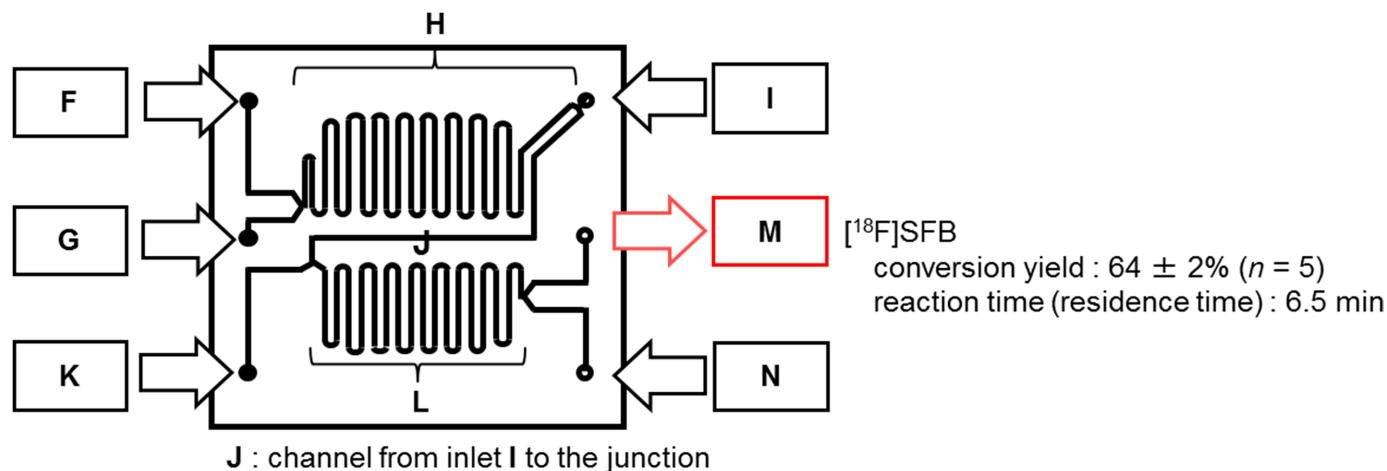 H
F
I
G
J
M
[¹⁸F]SFB
conversion yield : 64 ± 2% (n = 5)
reaction time (residence time) : 6.5 min
K
N
L
J : channel from inlet I to the junction